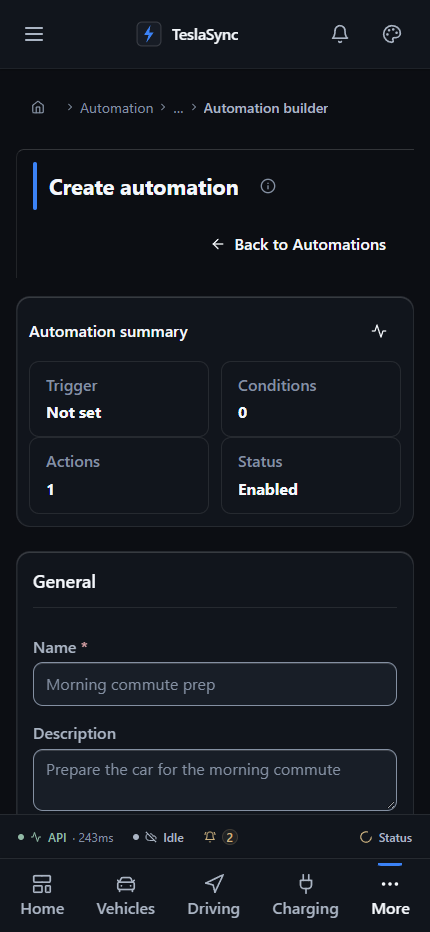 TeslaSync
Automation ... Automation builder
Create automation
Back to Automations
Automation summary
Trigger Conditions
Not set 0
Actions Status
1 Enabled
General
Name *
Morning commute prep
Description
Prepare the car for the morning commute
API · 243ms Idle 2 Status
Home Vehicles Driving Charging More